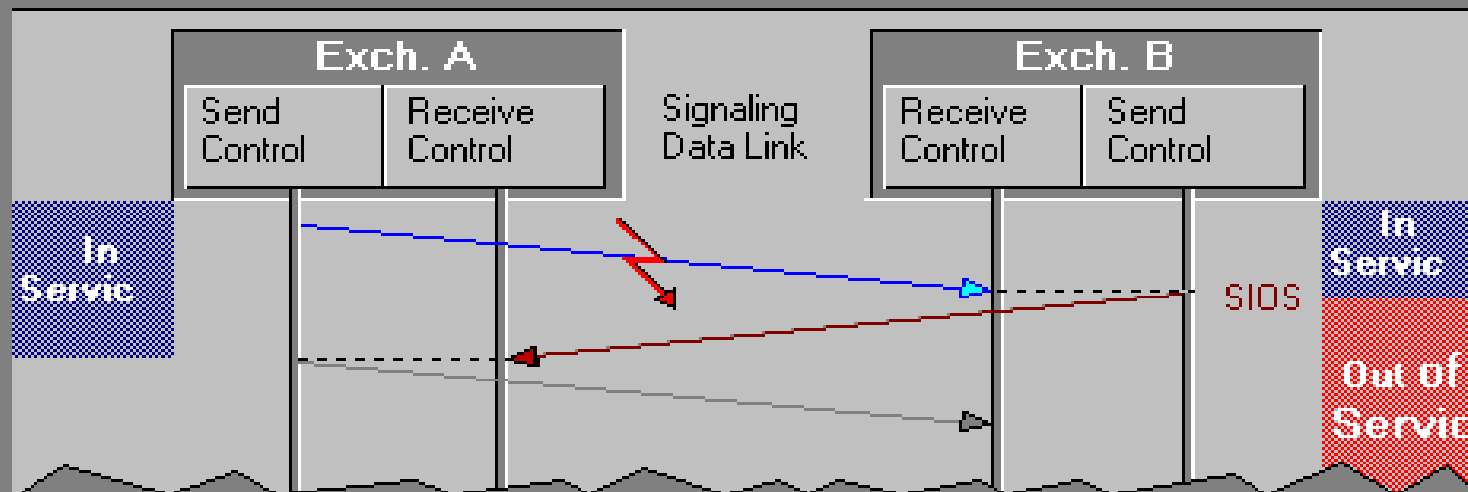 Exch. A
Exch. B
Send
Control
Receive
Control
Signaling
Data Link
Receive
Control
Send
Control
In
Servic
In
Servic
SIOS
Out of
Servic